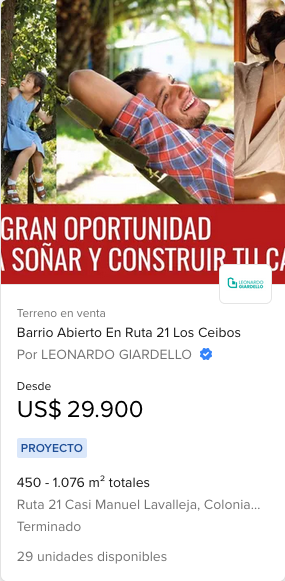 GRAN OPORTUNIDAD
A SOÑAR Y CONSTRUIR TU CA
LEONARDO
GIARDELLO
Terreno en venta
Barrio Abierto En Ruta 21 Los Ceibos
Por LEONARDO GIARDELLO
Desde
US$ 29.900
PROYECTO
450 - 1.076 m² totales
Ruta 21 Casi Manuel Lavalleja, Colonia...
Terminado
29 unidades disponibles